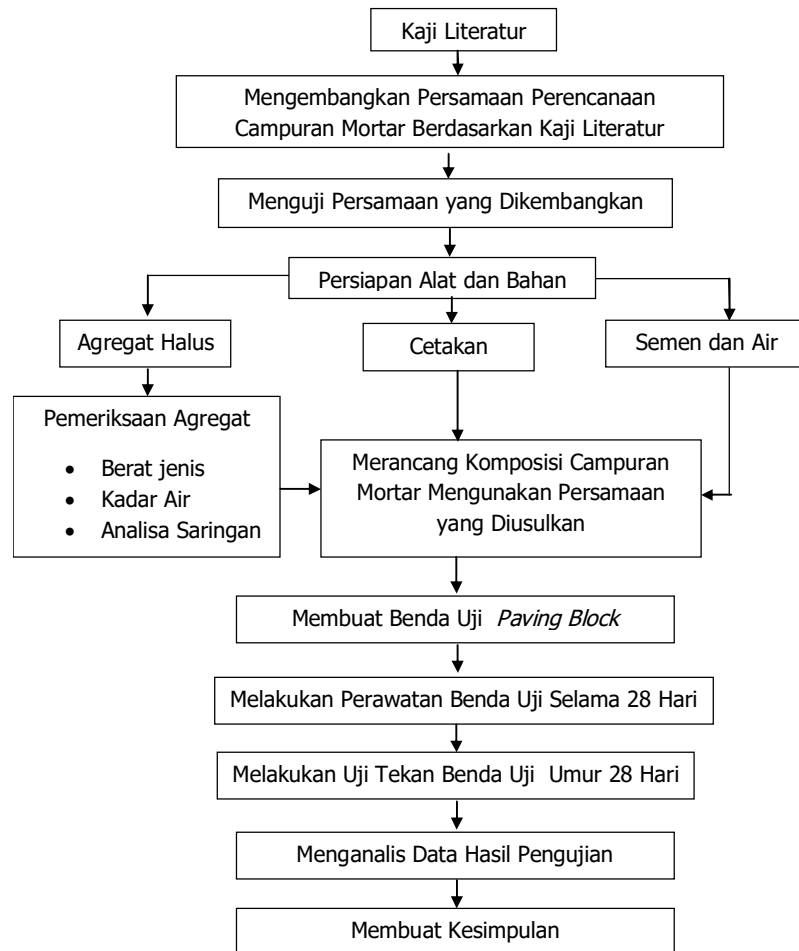 Kaji Literatur
Mengembangkan Persamaan Perencanaan
Campuran Mortar Berdasarkan Kaji Literatur
Menguji Persamaan yang Dikembangkan
Persiapan Alat dan Bahan
Agregat Halus
Cetakan
Semen dan Air
Pemeriksaan Agregat
• Berat jenis
• Kadar Air
• Analisa Saringan
Merancang Komposisi Campuran
Mortar Mengunakan Persamaan
yang Diusulkan
Membuat Benda Uji Paving Block
Melakukan Perawatan Benda Uji Selama 28 Hari
Melakukan Uji Tekan Benda Uji Umur 28 Hari
Menganalis Data Hasil Pengujian
Membuat Kesimpulan